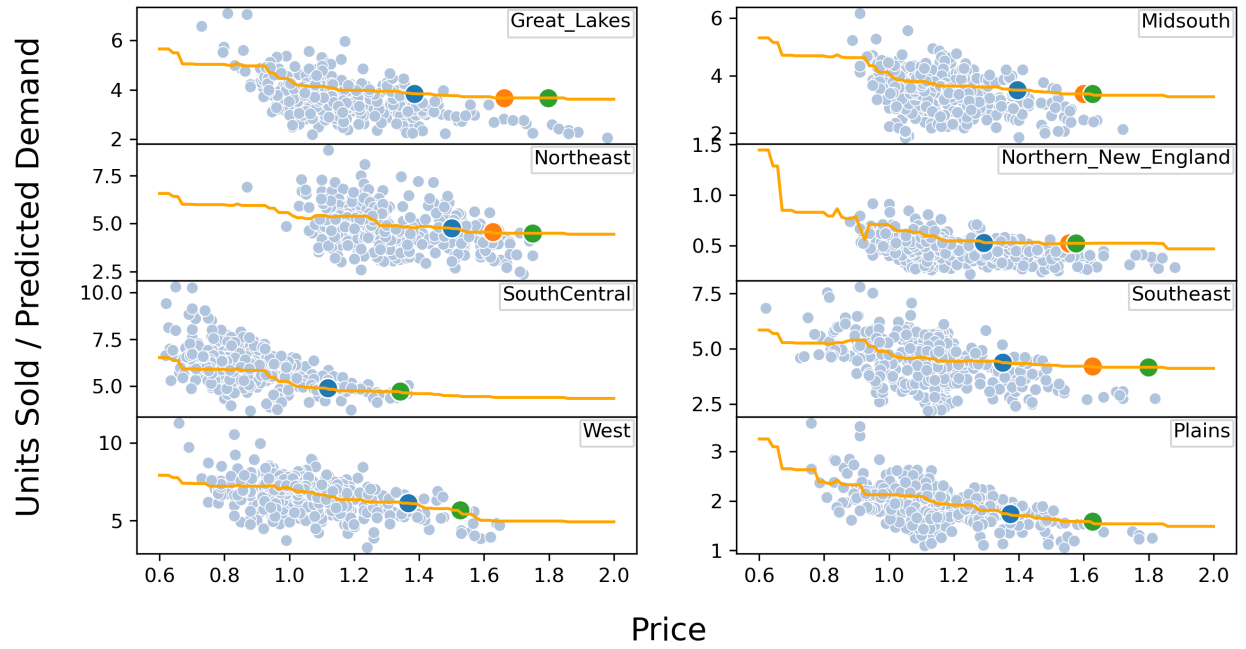 Units Sold / Predicted Demand
Great_Lakes
6
4
2
Northeast
7.5
5.0
2.5
SouthCentral
10.0
7.5
5.0
West
10
5
0.6 0.8 1.0 1.2 1.4 1.6 1.8 2.0
Midsouth
6
4
2
Northern_New_England
1.5
1.0
0.5
Southeast
7.5
5.0
2.5
Plains
3
2
1
0.6 0.8 1.0 1.2 1.4 1.6 1.8 2.0
Price